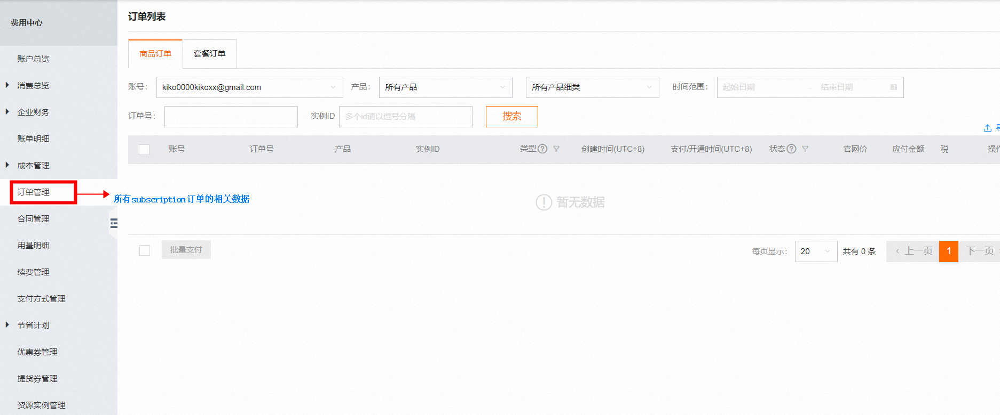 费用中心
账户总览
消费总览
企业财务
账单明细
成本管理
订单管理
合同管理
用量明细
续费管理
支付方式管理
节省计划
优惠券管理
提货券管理
资源实例管理
所有subscription订单的相关数据
订单列表
商品订单 套餐订单
账号： kiko0000kikoxx@gmail.com 产品： 所有产品 所有产品细类 时间范围： 起始日期 - 结束日期
订单号： 实例ID 多个id请以逗号分隔 搜索
账号 订单号 产品 实例ID 类型 创建时间(UTC+8) 支付/开通时间(UTC+8) 状态 官网价 应付金额 税
暂无数据
批量支付 每页显示： 20 共有 0 条 上一页 1 下一页